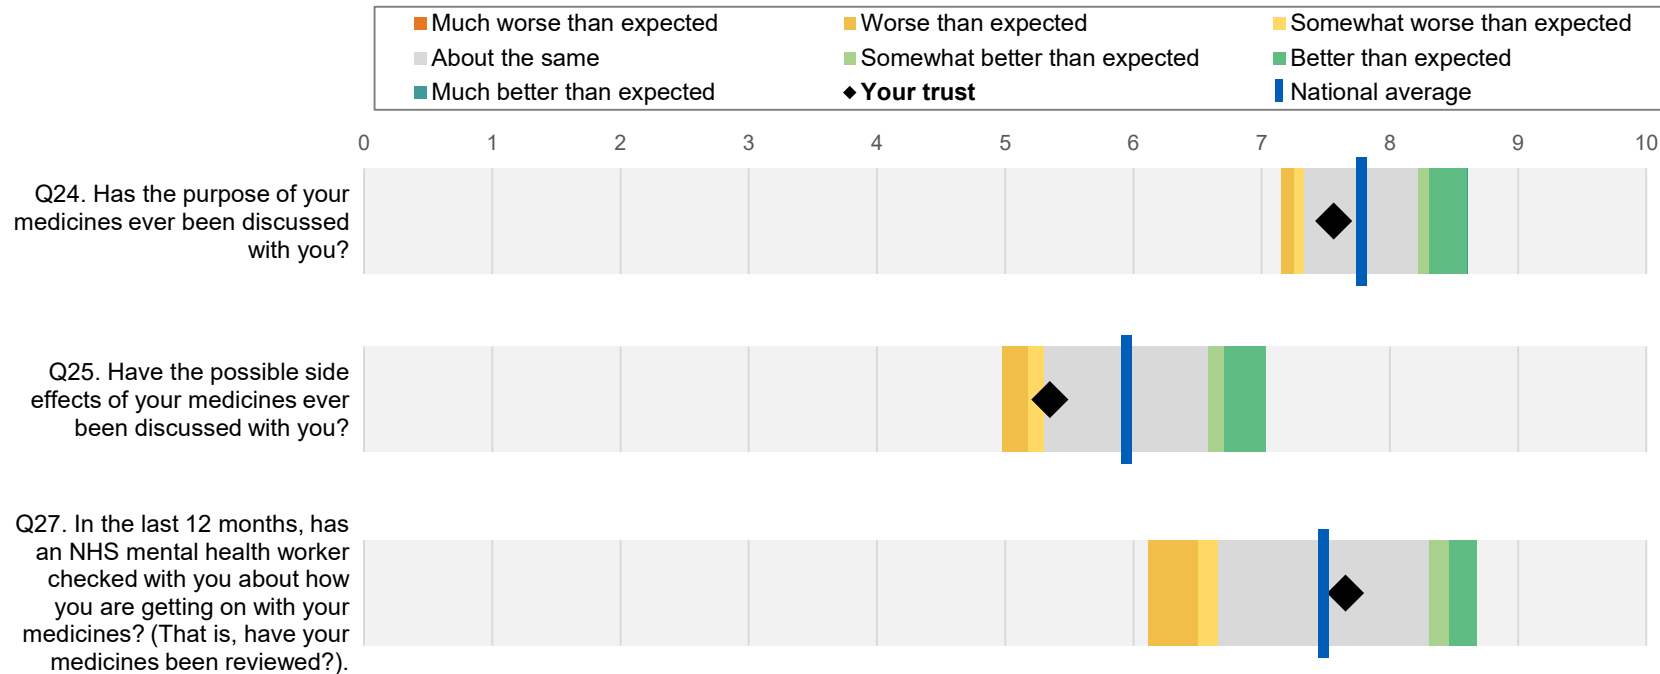 Much worse than expected
Worse than expected
Somewhat worse than expected
About the same
Somewhat better than expected
Better than expected
Much better than expected
Your trust
National average
0 1 2 3 4 5 6 7 8 9 10
Q24. Has the purpose of your
medicines ever been discussed
with you?
Q25. Have the possible side
effects of your medicines ever
been discussed with you?
Q27. In the last 12 months, has
an NHS mental health worker
checked with you about how
you are getting on with your
medicines? (That is, have your
medicines been reviewed?).